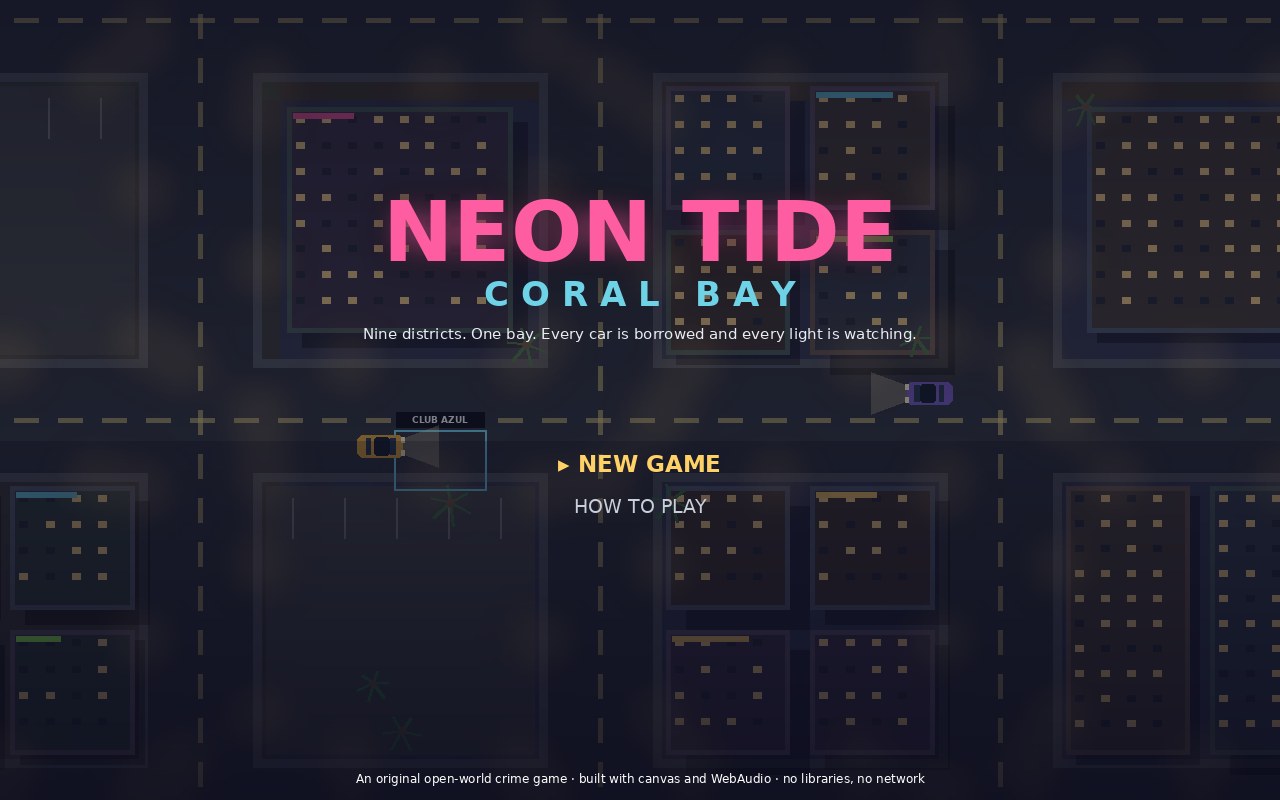 NEON TIDE
CORAL BAY
Nine districts. One bay. Every car is borrowed and every light is watching.
CLUB AZUL
▸ NEW GAME
HOW TO PLAY
An original open-world crime game · built with canvas and WebAudio · no libraries, no network